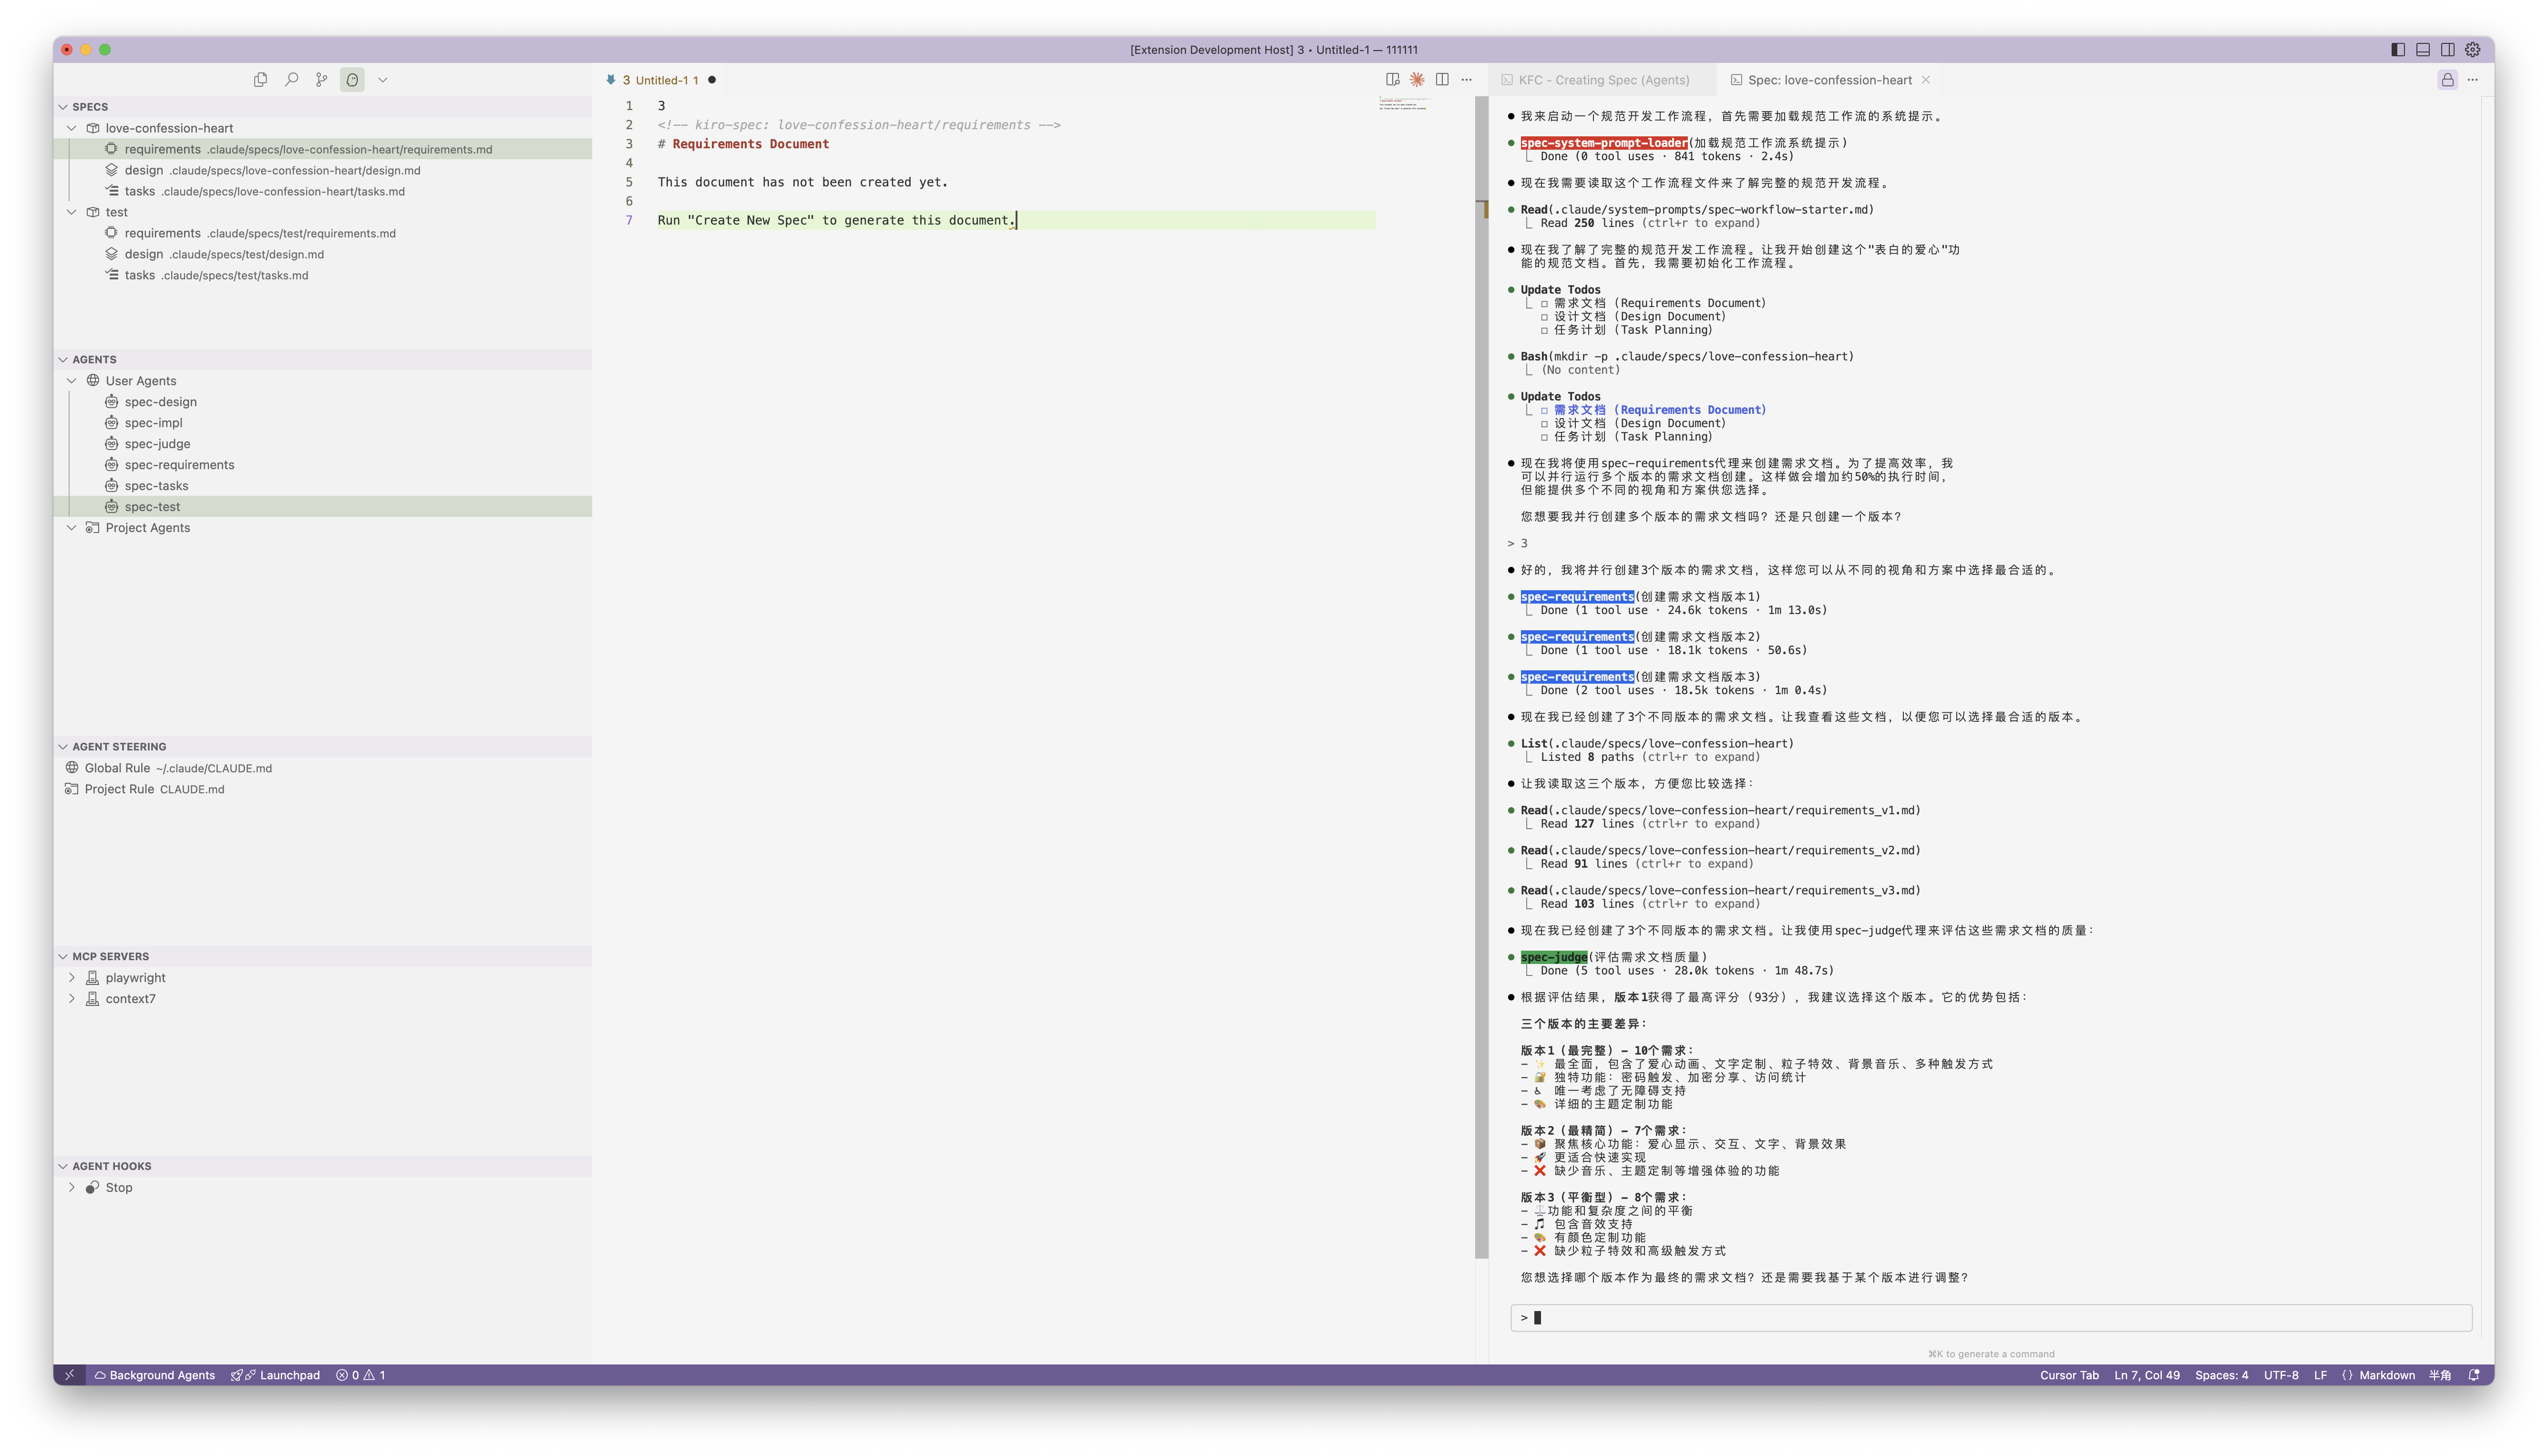 [Extension Development Host] 3 • Untitled-1 — 111111
SPECS
love-confession-heart
requirements .claude/specs/love-confession-heart/requirements.md
design .claude/specs/love-confession-heart/design.md
tasks .claude/specs/love-confession-heart/tasks.md
test
requirements .claude/specs/test/requirements.md
design .claude/specs/test/design.md
tasks .claude/specs/test/tasks.md
AGENTS
User Agents
spec-design
spec-impl
spec-judge
spec-requirements
spec-tasks
spec-test
Project Agents
AGENT STEERING
Global Rule ~/.claude/CLAUDE.md
Project Rule CLAUDE.md
MCP SERVERS
playwright
context7
AGENT HOOKS
Stop
3 Untitled-1 1 ●
1 3
2 <!-- kiro-spec: love-confession-heart/requirements -->
3 # Requirements Document
4
5 This document has not been created yet.
6
7 Run "Create New Spec" to generate this document.
KFC - Creating Spec (Agents)
Spec: love-confession-heart
● 我来启动一个规范开发工作流程，首先需要加载规范工作流的系统提示。
● spec-system-prompt-loader(加载规范工作流系统提示)
⎿ Done (0 tool uses · 841 tokens · 2.4s)
● 现在我需要读取这个工作流程文件来了解完整的规范开发流程。
● Read(.claude/system-prompts/spec-workflow-starter.md)
⎿ Read 250 lines (ctrl+r to expand)
● 现在我了解了完整的规范开发工作流程。让我开始创建这个"表白的爱心"功
能的规范文档。首先，我需要初始化工作流程。
● Update Todos
⎿ ☐ 需求文档 (Requirements Document)
☐ 设计文档 (Design Document)
☐ 任务计划 (Task Planning)
● Bash(mkdir -p .claude/specs/love-confession-heart)
⎿ (No content)
● Update Todos
⎿ ☐ 需求文档 (Requirements Document)
☐ 设计文档 (Design Document)
☐ 任务计划 (Task Planning)
● 现在我将使用spec-requirements代理来创建需求文档。为了提高效率，我
可以并行运行多个版本的需求文档创建。这样做会增加约50%的执行时间，
但能提供多个不同的视角和方案供您选择。
您想要我并行创建多个版本的需求文档吗？还是只创建一个版本？
> 3
● 好的，我将并行创建3个版本的需求文档，这样您可以从不同的视角和方案中选择最合适的。
● spec-requirements(创建需求文档版本1)
⎿ Done (1 tool use · 24.6k tokens · 1m 13.0s)
● spec-requirements(创建需求文档版本2)
⎿ Done (1 tool use · 18.1k tokens · 50.6s)
● spec-requirements(创建需求文档版本3)
⎿ Done (2 tool uses · 18.5k tokens · 1m 0.4s)
● 现在我已经创建了3个不同版本的需求文档。让我查看这些文档，以便您可以选择最合适的版本。
● List(.claude/specs/love-confession-heart)
⎿ Listed 8 paths (ctrl+r to expand)
● 让我读取这三个版本，方便您比较选择：
● Read(.claude/specs/love-confession-heart/requirements_v1.md)
⎿ Read 127 lines (ctrl+r to expand)
● Read(.claude/specs/love-confession-heart/requirements_v2.md)
⎿ Read 91 lines (ctrl+r to expand)
● Read(.claude/specs/love-confession-heart/requirements_v3.md)
⎿ Read 103 lines (ctrl+r to expand)
● 现在我已经创建了3个不同版本的需求文档。让我使用spec-judge代理来评估这些需求文档的质量：
● spec-judge(评估需求文档质量)
⎿ Done (5 tool uses · 28.0k tokens · 1m 48.7s)
● 根据评估结果，版本1获得了最高评分（93分），我建议选择这个版本。它的优势包括：
三个版本的主要差异：
版本1（最完整）- 10个需求：
- ✨ 最全面，包含了爱心动画、文字定制、粒子特效、背景音乐、多种触发方式
- 🔐 独特功能：密码触发、加密分享、访问统计
- ♿ 唯一考虑了无障碍支持
- 🎨 详细的主题定制功能
版本2（最精简）- 7个需求：
- 📦 聚焦核心功能：爱心显示、交互、文字、背景效果
- 🚀 更适合快速实现
- ❌ 缺少音乐、主题定制等增强体验的功能
版本3（平衡型）- 8个需求：
- ⚖️功能和复杂度之间的平衡
- 🎵 包含音效支持
- 🎨 有颜色定制功能
- ❌ 缺少粒子特效和高级触发方式
您想选择哪个版本作为最终的需求文档？还是需要我基于某个版本进行调整？
>
⌘K to generate a command
Background Agents Launchpad 0 1
Cursor Tab Ln 7, Col 49 Spaces: 4 UTF-8 LF {} Markdown 半角